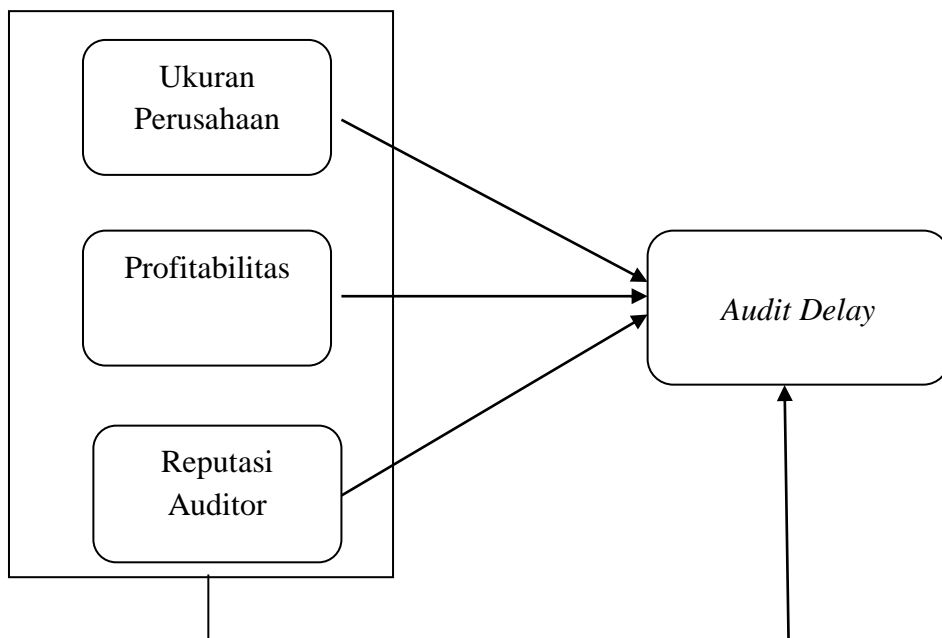 Ukuran
Perusahaan
Profitabilitas
Audit Delay
Reputasi
Auditor